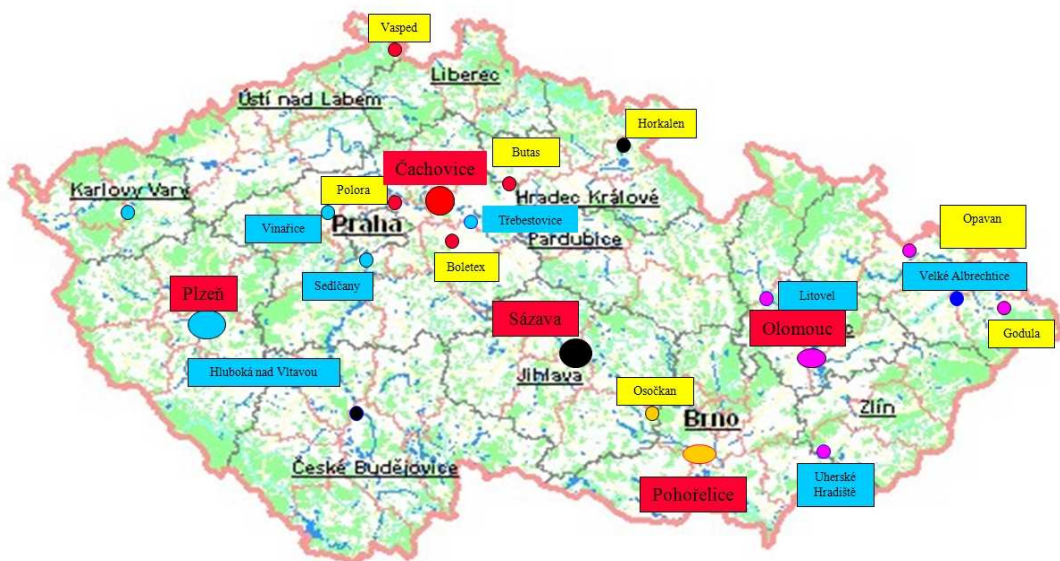 Vasped
Liberec
Ústí nad Labem
Horkalen
Butas
Čachovice
Karlovy Vary
Polora
Hradec Králové
Vinařice
Praha
Třebestovice
Opavan
Pardubice
Boletex
Sedlčany
Velké Albrechtice
Plzeň
Litovel
Sázava
Olomouc
Godula
Hluboká nad Vltavou
Jihlava
Osočkan
Brno
Zlín
České Budějovice
Pohořelice
Uherské
Hradiště